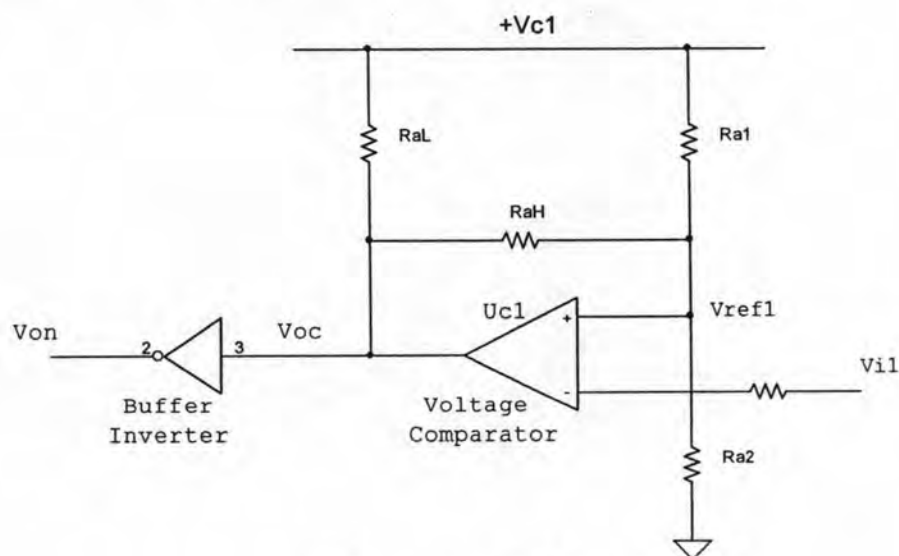 +Vc1
RaL
Ra1
RaH
Uc1
+
Vref1
Von
2
3
Voc
Vi1
-
Buffer
Inverter
Voltage
Comparator
Ra2